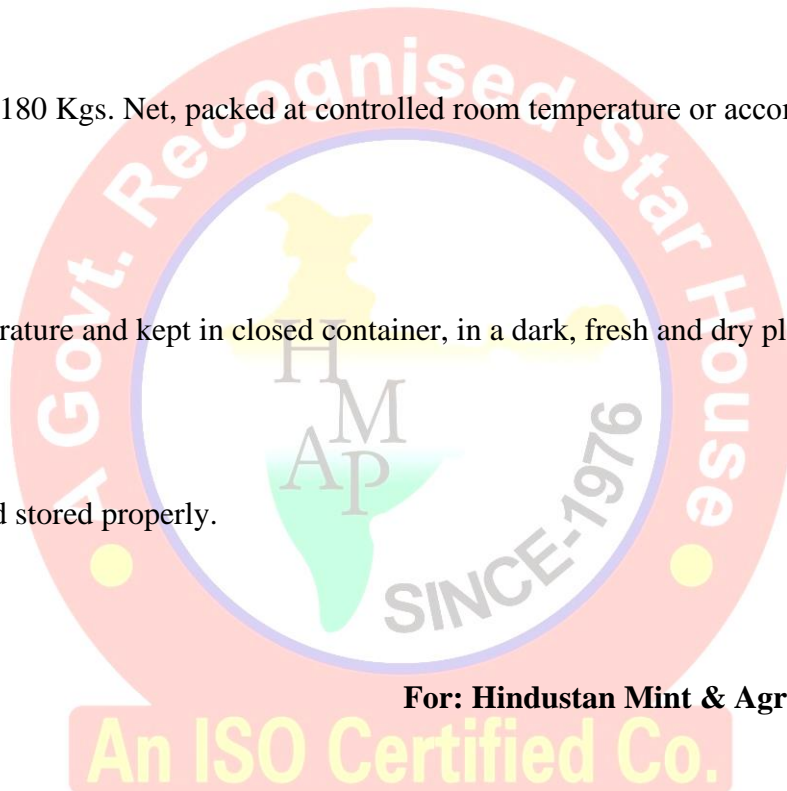 A Govt. Recognised Star House
180 Kgs. Net, packed at controlled room temperature or accor
rature and kept in closed container, in a dark, fresh and dry pl
H
M
AP
SINCE-1976
d stored properly.
For: Hindustan Mint & Agr
An ISO Certified Co.